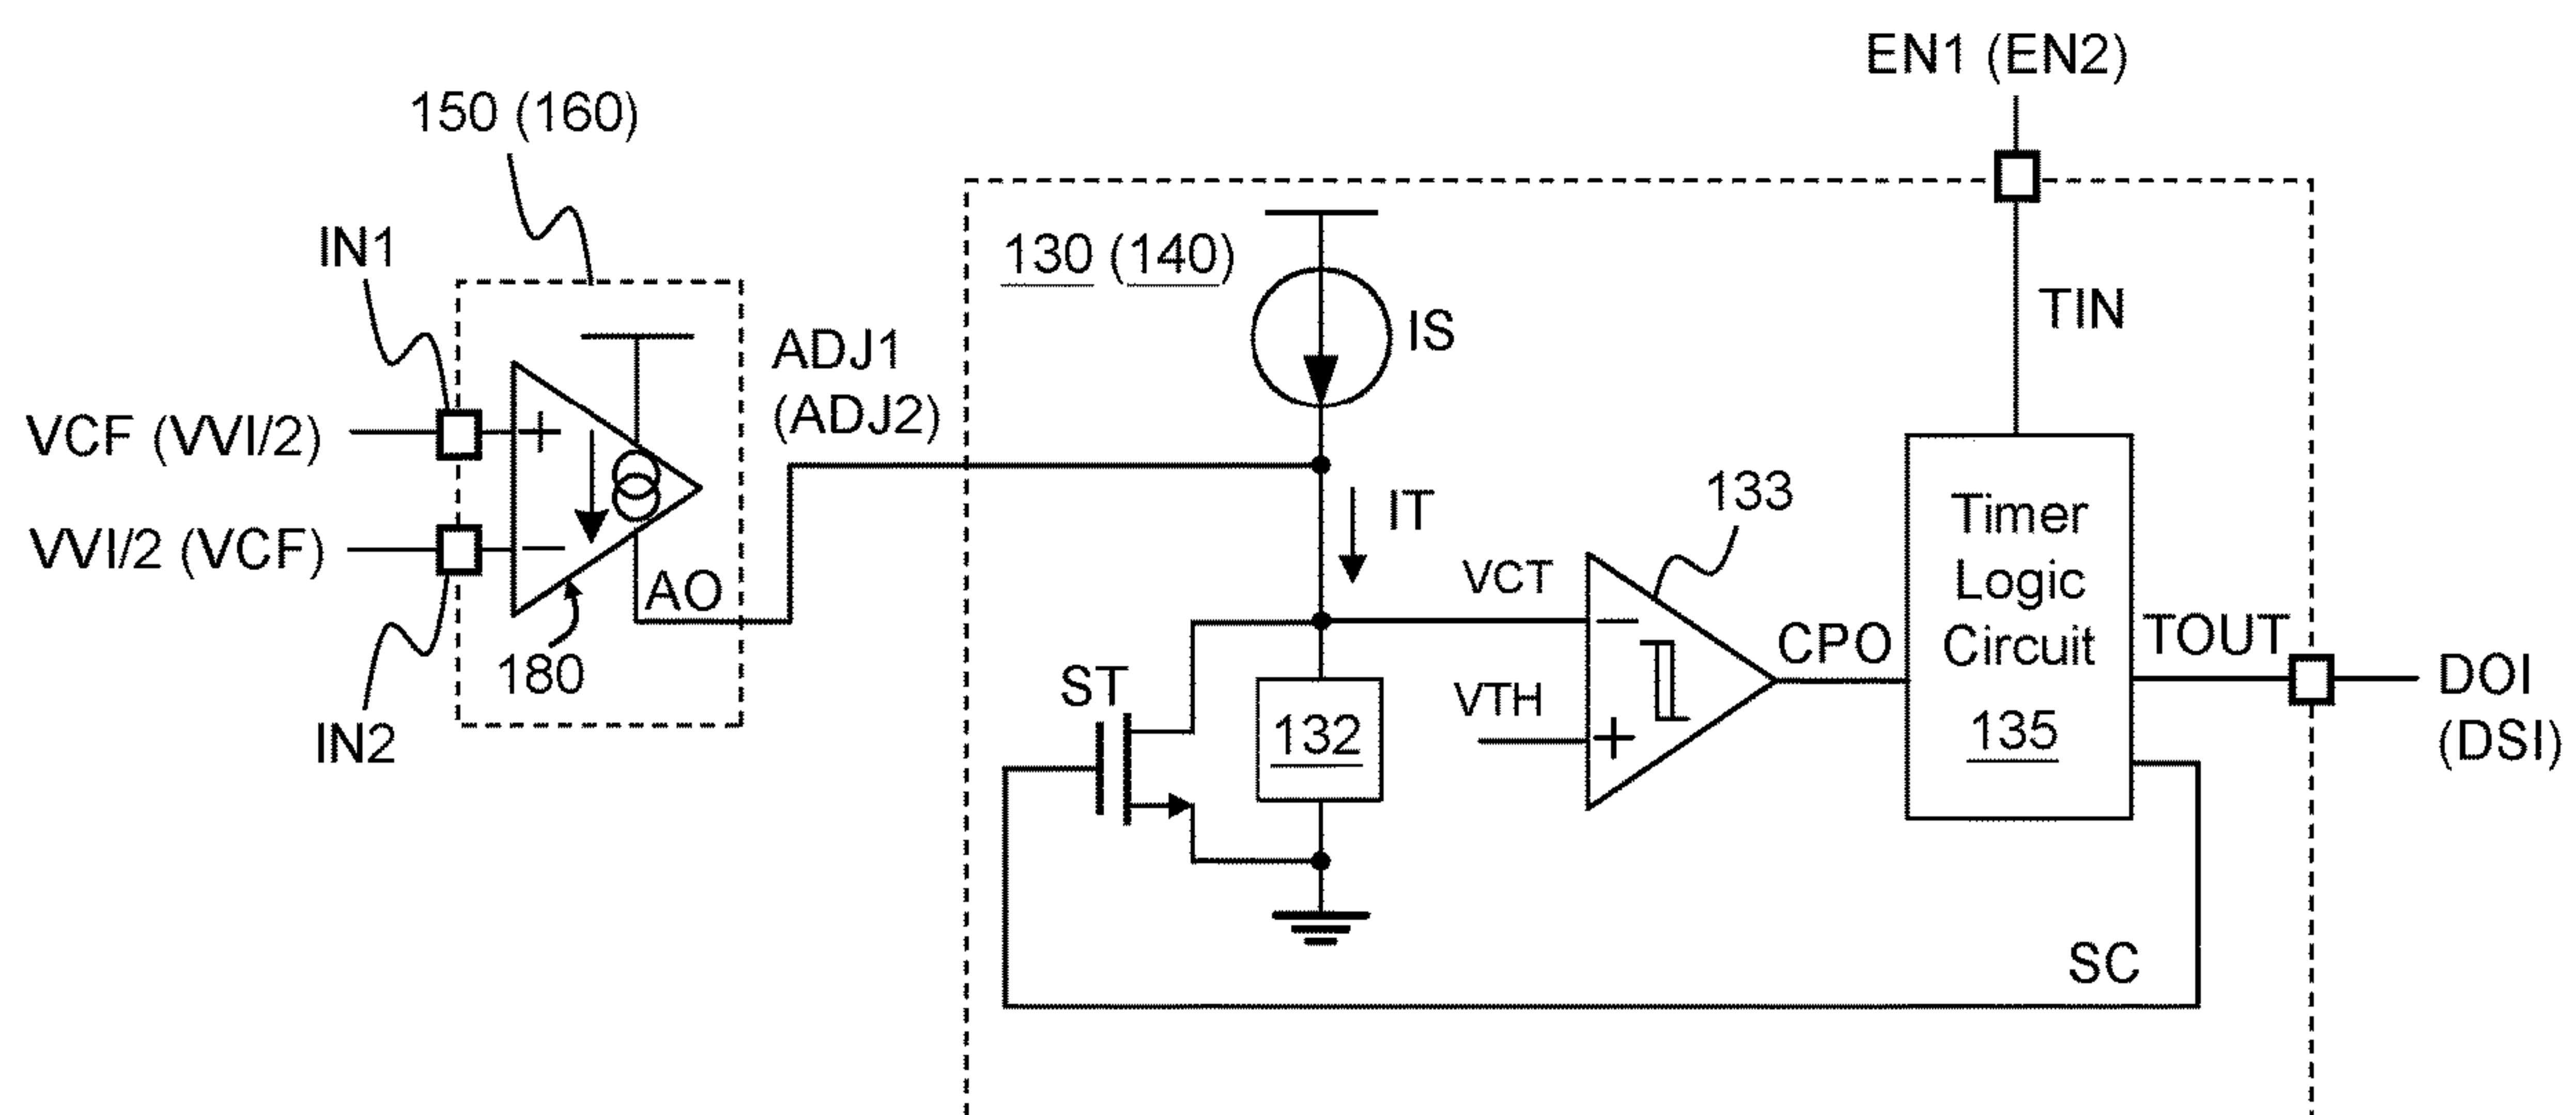 EN1 (EN2)
150 (160)
IN1
130 (140)
IS
TIN
ADJ1
(ADJ2)
VCF (VVI/2)
VVI/2 (VCF)
AO
180
IN2
IT
133
VCT
VTH
ST
132
CPO
Timer
Logic
Circuit
135
TOUT
DOI
(DSI)
SC